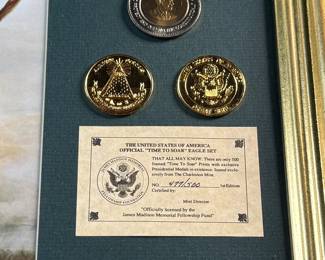 THE UNITED STATES OF AMERICA
OFFICIAL "TIME TO SOAR" EAGLE SET
THAT ALL MAY KNOW: There are only 500
framed "Time To Soar" Prints with exclusive
Presidential Medals in existence. Issued exclu-
sively from The Charleston Mint.
NO. 499/500 1st Edition
Certified by:
Mint Director
"Officially licensed by the
James Madison Memorial Fellowship Fund"